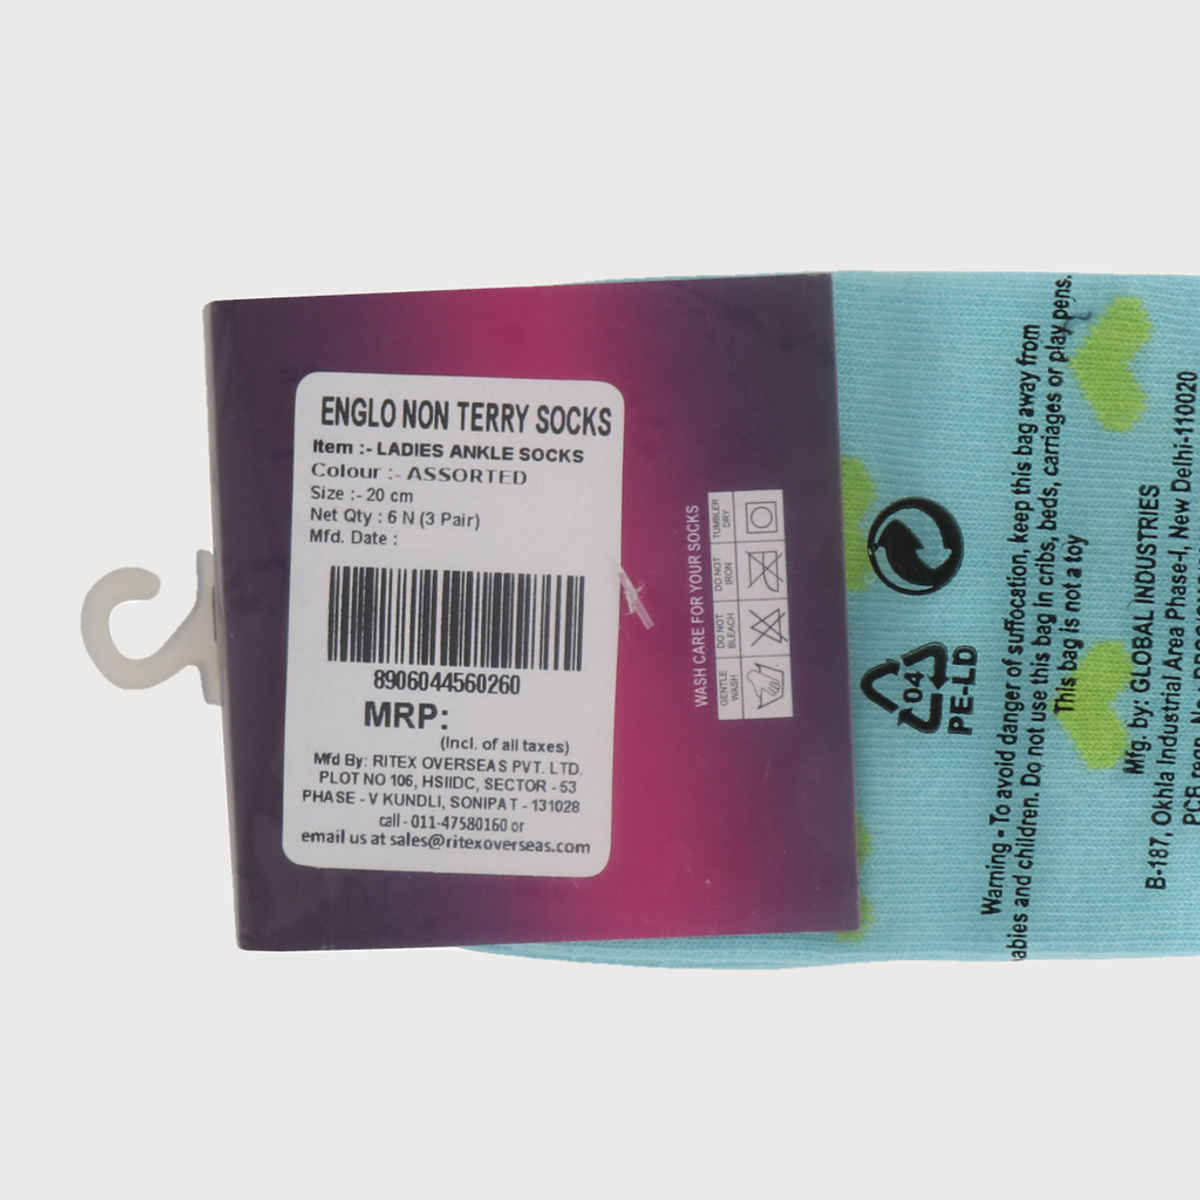 ENGLO NON TERRY SOCKS
Item :- LADIES ANKLE SOCKS
Colour :- ASSORTED
Size :- 20 cm
Net Qty : 6 N (3 Pair)
Mfd. Date :
8906044560260
MRP:
(Incl. of all taxes)
Mfd By: RITEX OVERSEAS PVT. LTD.
PLOT NO 106, HSIIDC, SECTOR - 53
PHASE - V KUNDLI, SONIPAT - 131028
call - 011-47580160 or
email us at sales@ritexoverseas.com
WASH CARE FOR YOUR SOCKS
GENTLE WASH
DO NOT BLEACH
DO NOT IRON
TUMBLER DRY
04
PE-LD
Warning - To avoid danger of suffocation, keep this bag away from
abies and children. Do not use this bag in cribs, beds, carriages or play pens.
This bag is not a toy
Mfg. by: GLOBAL INDUSTRIES
B-187, Okhla Industrial Area Phase-I, New Delhi-110020